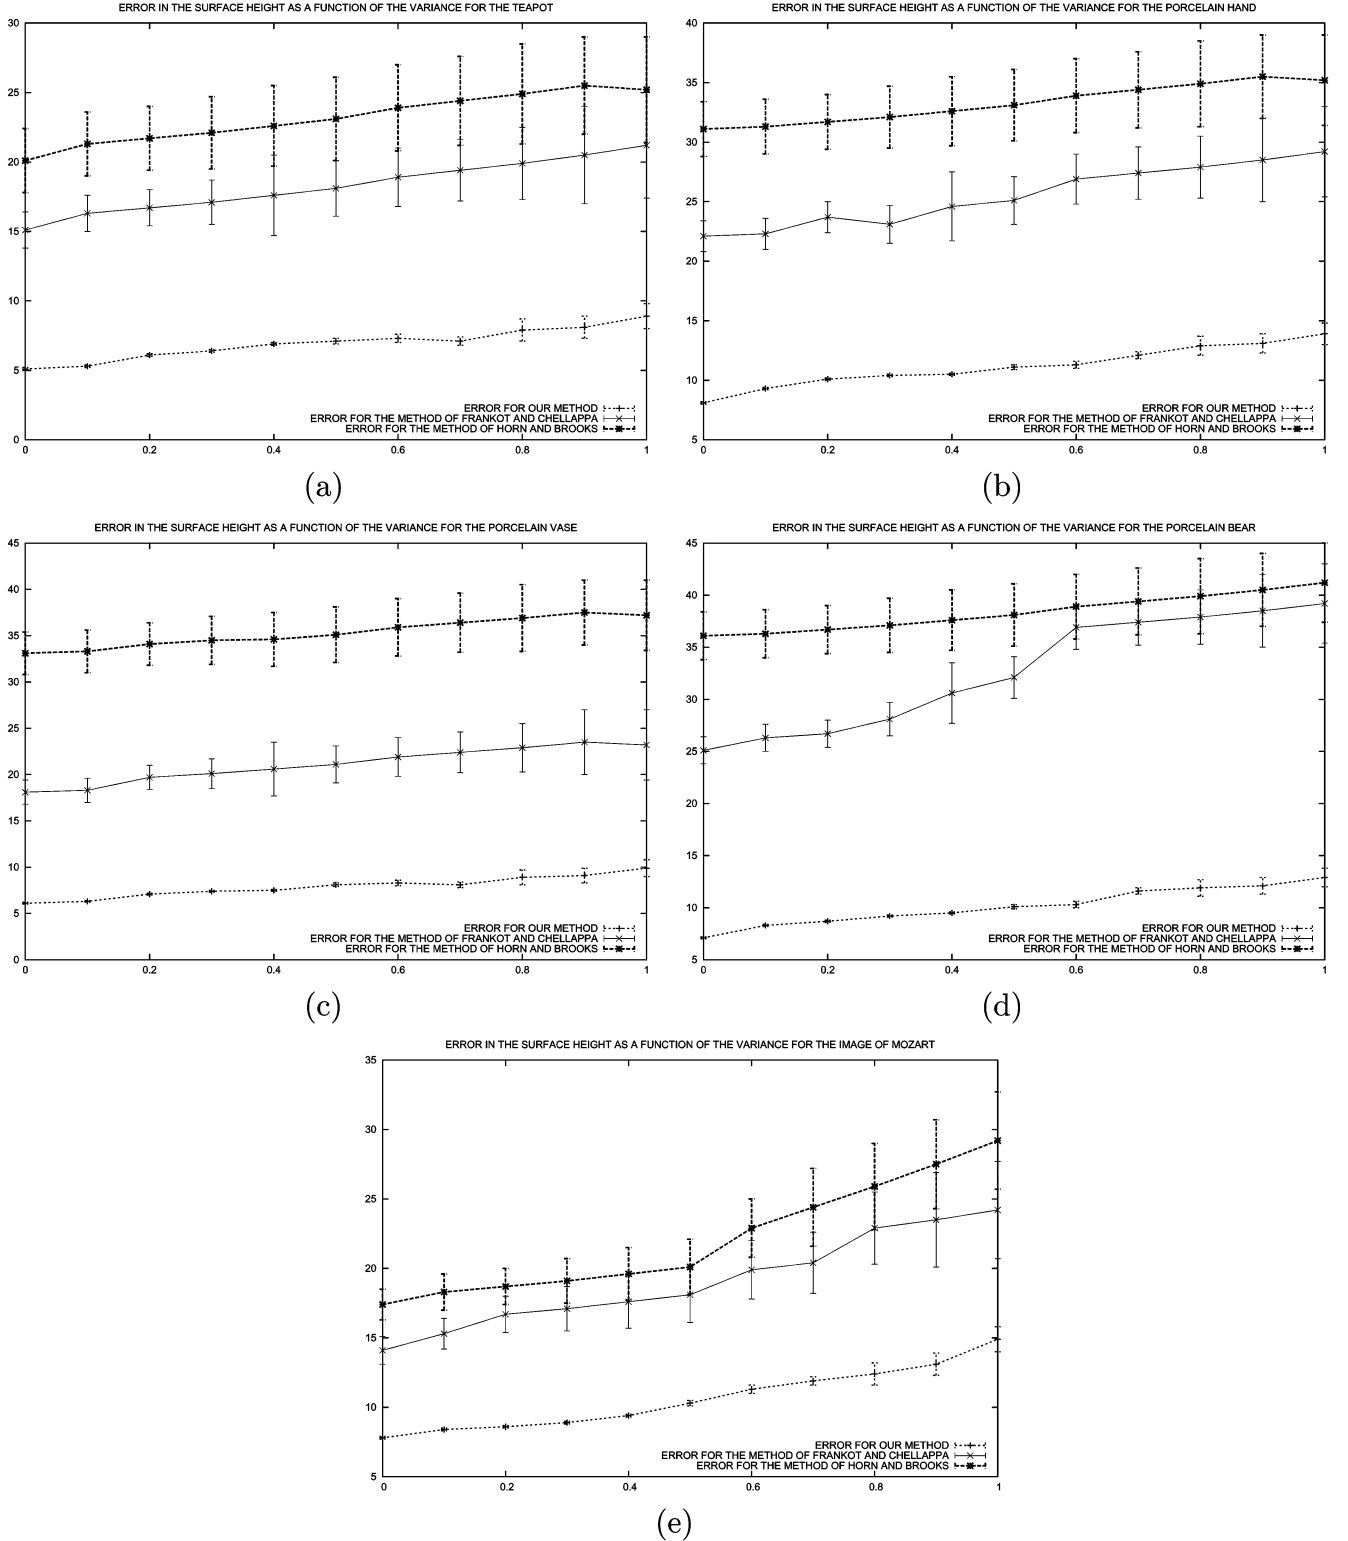 ERROR IN THE SURFACE HEIGHT AS A FUNCTION OF THE VARIANCE FOR THE TEAPOT
30
25
20
15
10
5
0
ERROR FOR OUR METHOD
ERROR FOR THE METHOD OF FRANKOT AND CHELLAPPA
ERROR FOR THE METHOD OF HORN AND BROOKS
0 0.2 0.4 0.6 0.8 1
(a)
ERROR IN THE SURFACE HEIGHT AS A FUNCTION OF THE VARIANCE FOR THE PORCELAIN HAND
40
35
30
25
20
15
10
5
ERROR FOR OUR METHOD
ERROR FOR THE METHOD OF FRANKOT AND CHELLAPPA
ERROR FOR THE METHOD OF HORN AND BROOKS
0 0.2 0.4 0.6 0.8 1
(b)
ERROR IN THE SURFACE HEIGHT AS A FUNCTION OF THE VARIANCE FOR THE PORCELAIN VASE
45
40
35
30
25
20
15
10
5
0
ERROR FOR OUR METHOD
ERROR FOR THE METHOD OF FRANKOT AND CHELLAPPA
ERROR FOR THE METHOD OF HORN AND BROOKS
0 0.2 0.4 0.6 0.8 1
(c)
ERROR IN THE SURFACE HEIGHT AS A FUNCTION OF THE VARIANCE FOR THE PORCELAIN BEAR
45
40
35
30
25
20
15
10
5
ERROR FOR OUR METHOD
ERROR FOR THE METHOD OF FRANKOT AND CHELLAPPA
ERROR FOR THE METHOD OF HORN AND BROOKS
0 0.2 0.4 0.6 0.8 1
(d)
ERROR IN THE SURFACE HEIGHT AS A FUNCTION OF THE VARIANCE FOR THE IMAGE OF MOZART
35
30
25
20
15
10
5
ERROR FOR OUR METHOD
ERROR FOR THE METHOD OF FRANKOT AND CHELLAPPA
ERROR FOR THE METHOD OF HORN AND BROOKS
0 0.2 0.4 0.6 0.8 1
(e)